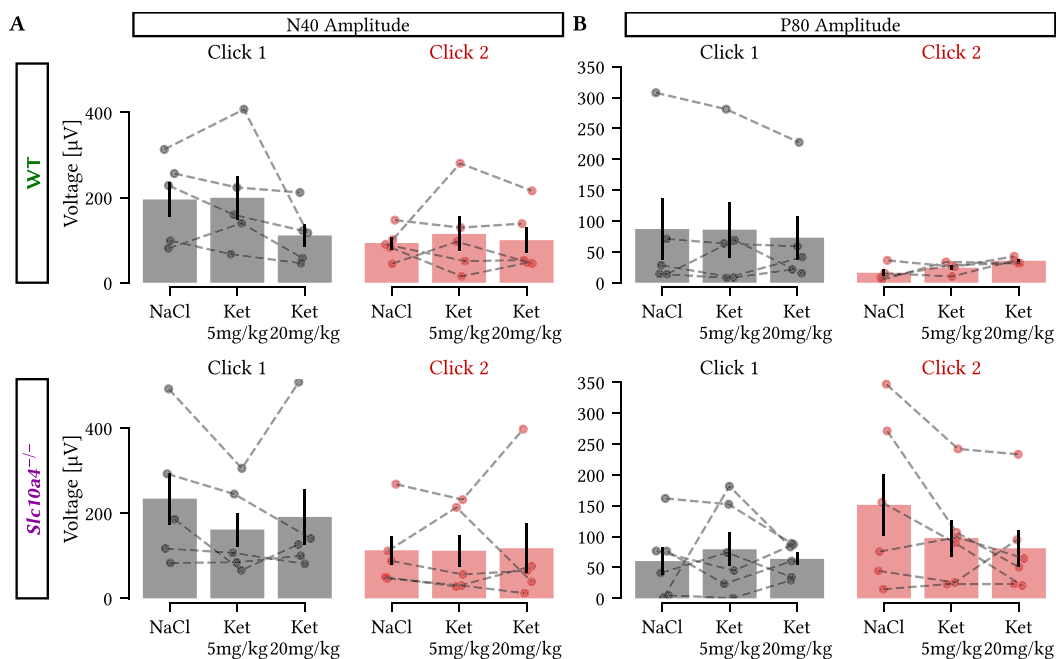 A
N40 Amplitude
B
P80 Amplitude
Click 1
Click 2
Click 1
Click 2
WT
Voltage [µV]
400
200
0
350
300
250
200
150
100
50
0
NaCl Ket Ket
5mg/kg 20mg/kg
NaCl Ket Ket
5mg/kg 20mg/kg
NaCl Ket Ket
5mg/kg 20mg/kg
NaCl Ket Ket
5mg/kg 20mg/kg
Click 1
Click 2
Click 1
Click 2
Slc10a4⁻/⁻
Voltage [µV]
400
200
0
350
300
250
200
150
100
50
0
NaCl Ket Ket
5mg/kg 20mg/kg
NaCl Ket Ket
5mg/kg 20mg/kg
NaCl Ket Ket
5mg/kg 20mg/kg
NaCl Ket Ket
5mg/kg 20mg/kg